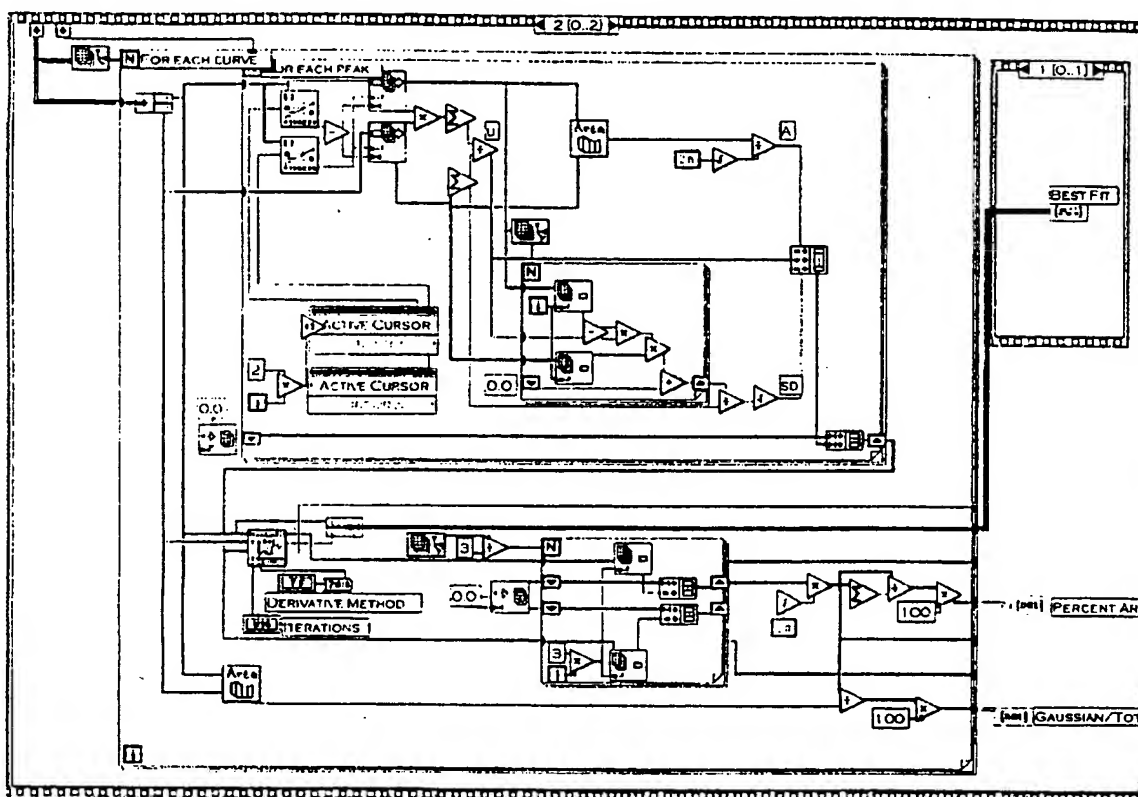 2 [0..2]
N FOR EACH CURVE
FOR EACH PEAK
1 [0..1]
U
Area
A
BEST FIT
N
i
ACTIVE CURSOR
2
ACTIVE CURSOR
i
0.0
SD
0.0
3
N
DERIVATIVE METHOD
0.0
ITERATIONS
100
PERCENT AR
3
i
Area
100
GAUSSIAN/TOT
i